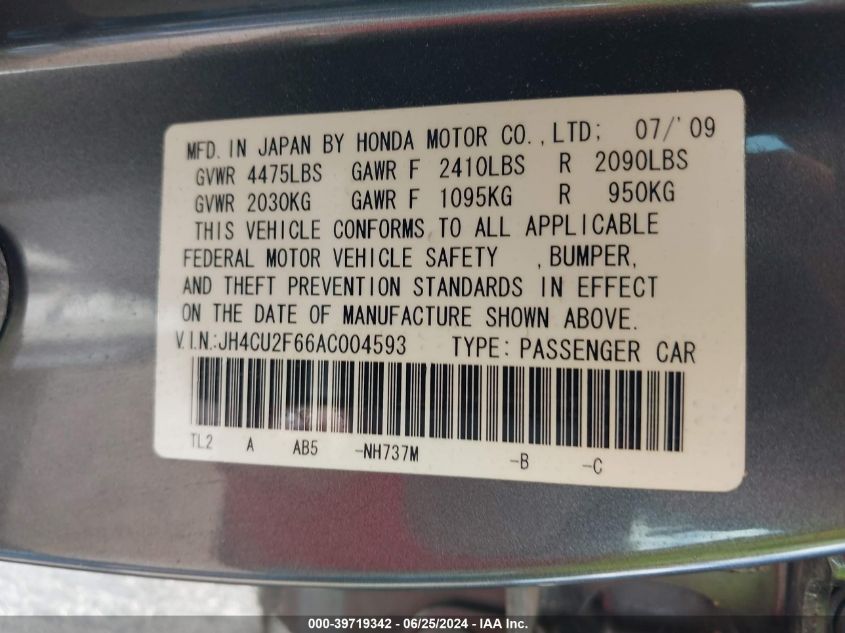 MFD. IN JAPAN BY HONDA MOTOR CO., LTD; 07/'09
GVWR 4475LBS GAWR F 2410LBS R 2090LBS
GVWR 2030KG GAWR F 1095KG R 950KG
THIS VEHICLE CONFORMS TO ALL APPLICABLE
FEDERAL MOTOR VEHICLE SAFETY , BUMPER,
AND THEFT PREVENTION STANDARDS IN EFFECT
ON THE DATE OF MANUFACTURE SHOWN ABOVE.
V.I.N.:JH4CU2F66AC004593 TYPE: PASSENGER CAR
TL2 A AB5 -NH737M -B -C
000-39719342 - 06/25/2024 - IAA Inc.